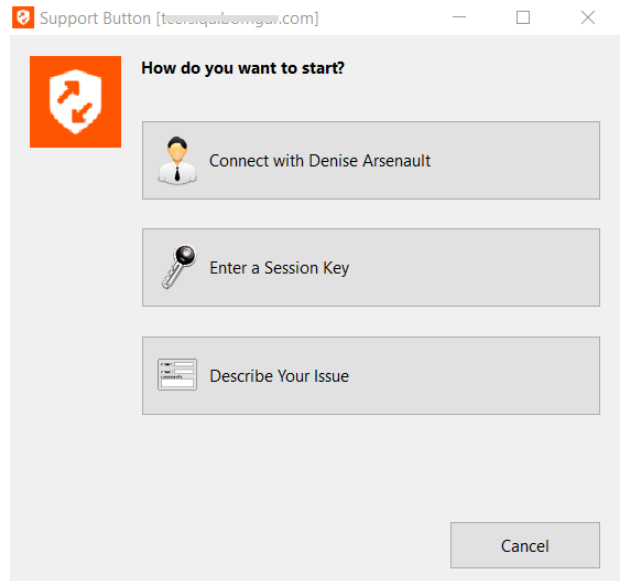 Support Button
How do you want to start?
Connect with Denise Arsenault
Enter a Session Key
Describe Your Issue
Cancel